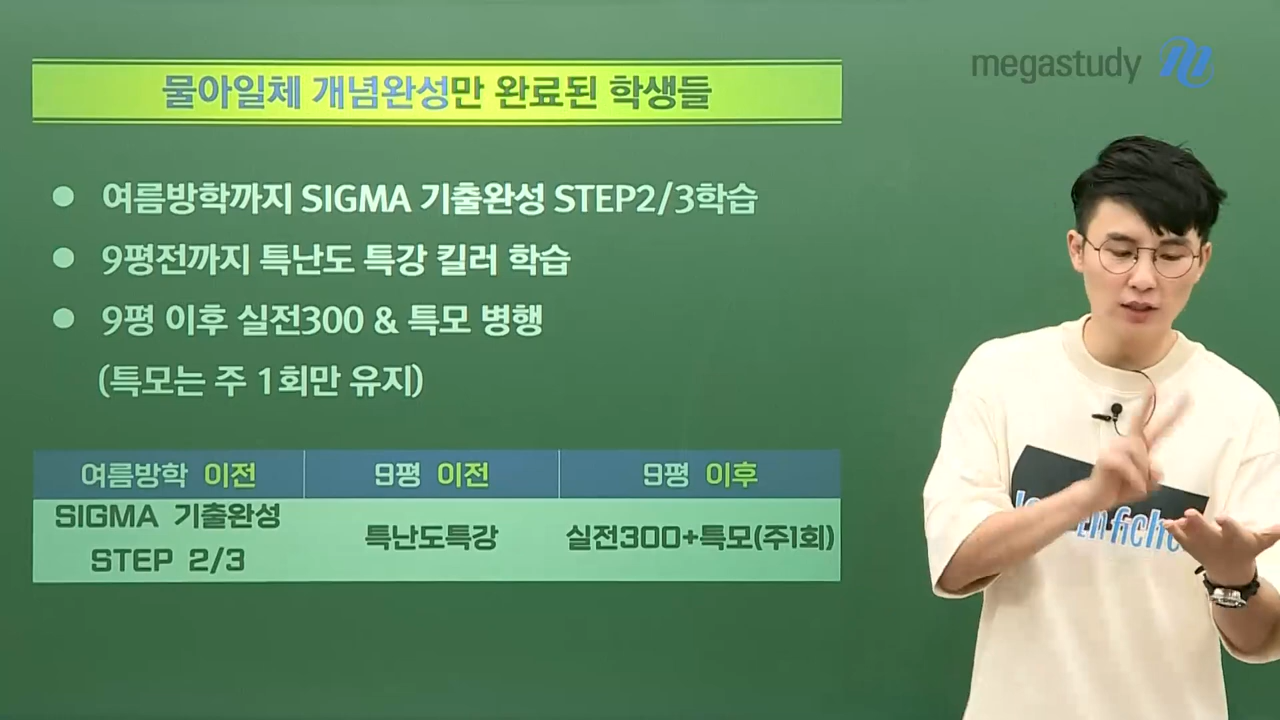 megastudy
물아일체 개념완성만 완료된 학생들
● 여름방학까지 SIGMA 기출완성 STEP2/3학습
● 9평전까지 특난도 특강 킬러 학습
● 9평 이후 실전300 & 특모 병행
(특모는 주 1회만 유지)
여름방학 이전 9평 이전 9평 이후
SIGMA 기출완성
STEP 2/3
특난도특강
실전300+특모(주1회)